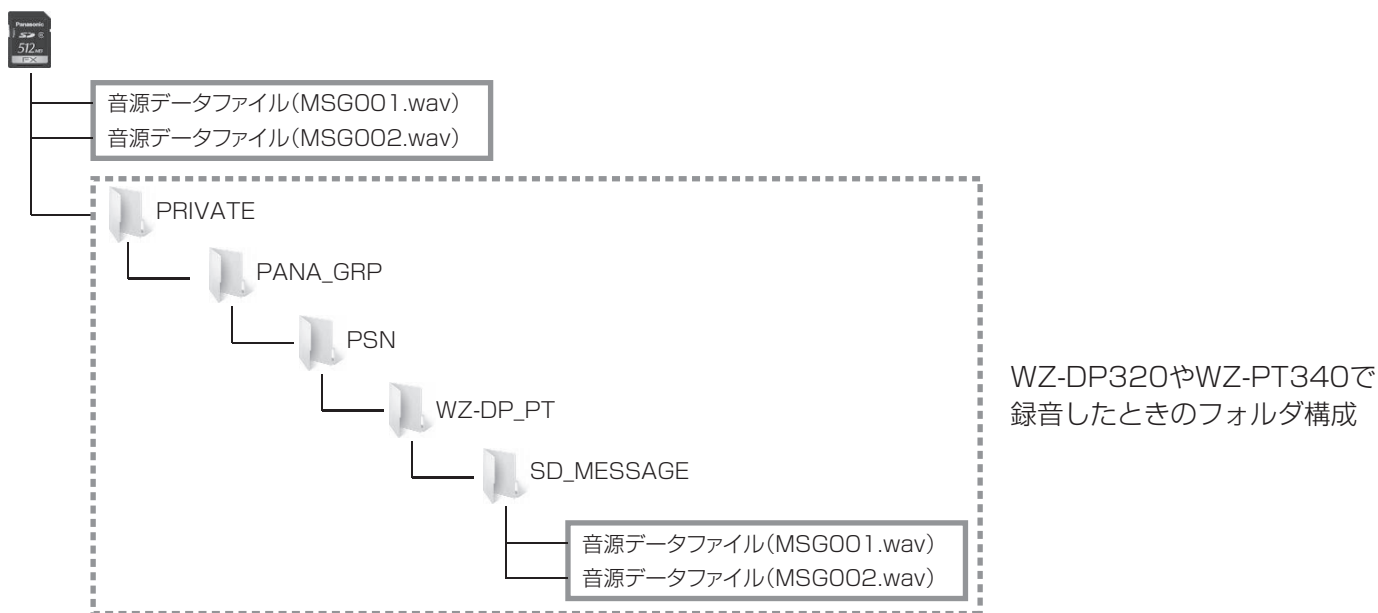 Panasonic
SD
512MB
FX
音源データファイル(MSG001.wav)
音源データファイル(MSG002.wav)
PRIVATE
PANA_GRP
PSN
WZ-DP_PT
SD_MESSAGE
音源データファイル(MSG001.wav)
音源データファイル(MSG002.wav)
WZ-DP320やWZ-PT340で
録音したときのフォルダ構成